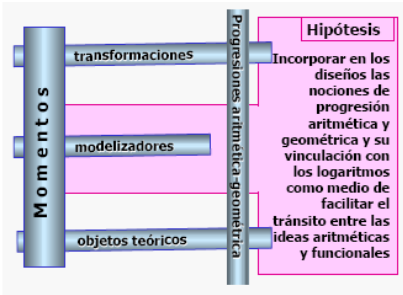 Momentos
transformaciones
modelizadores
objetos teóricos
Progresiones aritmética-geométrica
Hipótesis
Incorporar en los
diseños las
nociones de
progresión
aritmética y
geométrica y su
vinculación con
los logaritmos
como medio de
facilitar el
tránsito entre las
ideas aritméticas
y funcionales